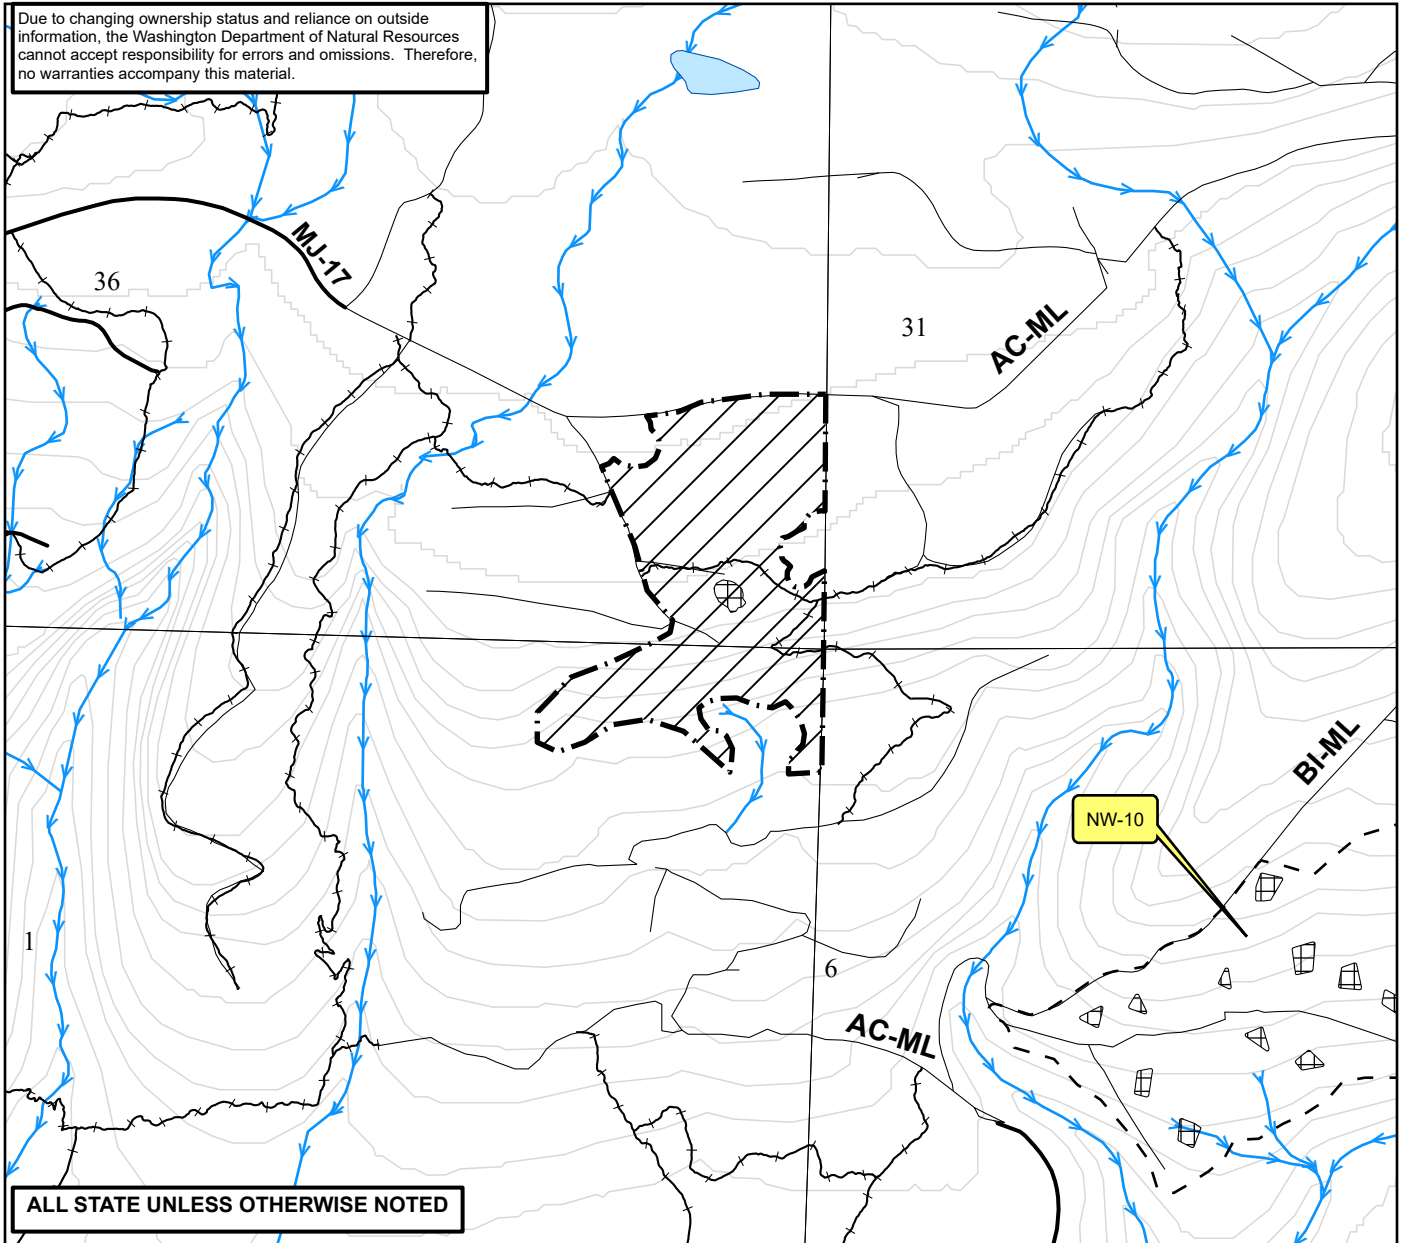 Due to changing ownership status and reliance on outside
information, the Washington Department of Natural Resources
cannot accept responsibility for errors and omissions. Therefore,
no warranties accompany this material.
MJ-17
36
31
AC-ML
BI-ML
NW-10
1
6
AC-ML
ALL STATE UNLESS OTHERWISE NOTED